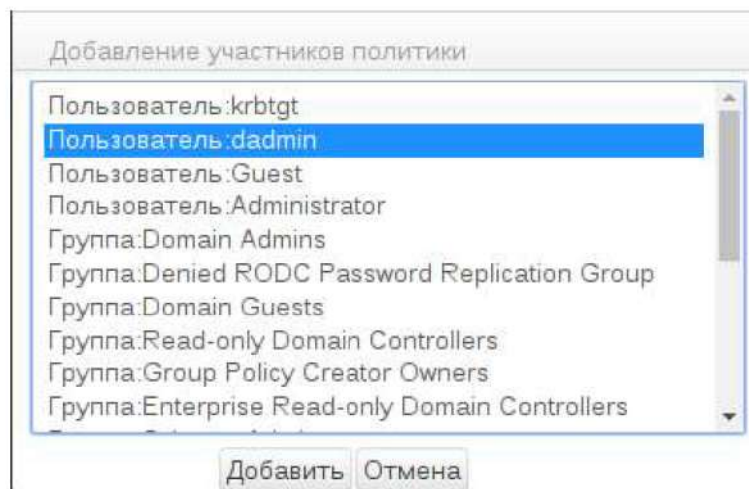 Добавление участников политики
Пользователь:krbtgt
Пользователь:dadmin
Пользователь:Guest
Пользователь:Administrator
Группа:Domain Admins
Группа:Denied RODC Password Replication Group
Группа:Domain Guests
Группа:Read-only Domain Controllers
Группа:Group Policy Creator Owners
Группа:Enterprise Read-only Domain Controllers
Добавить Отмена